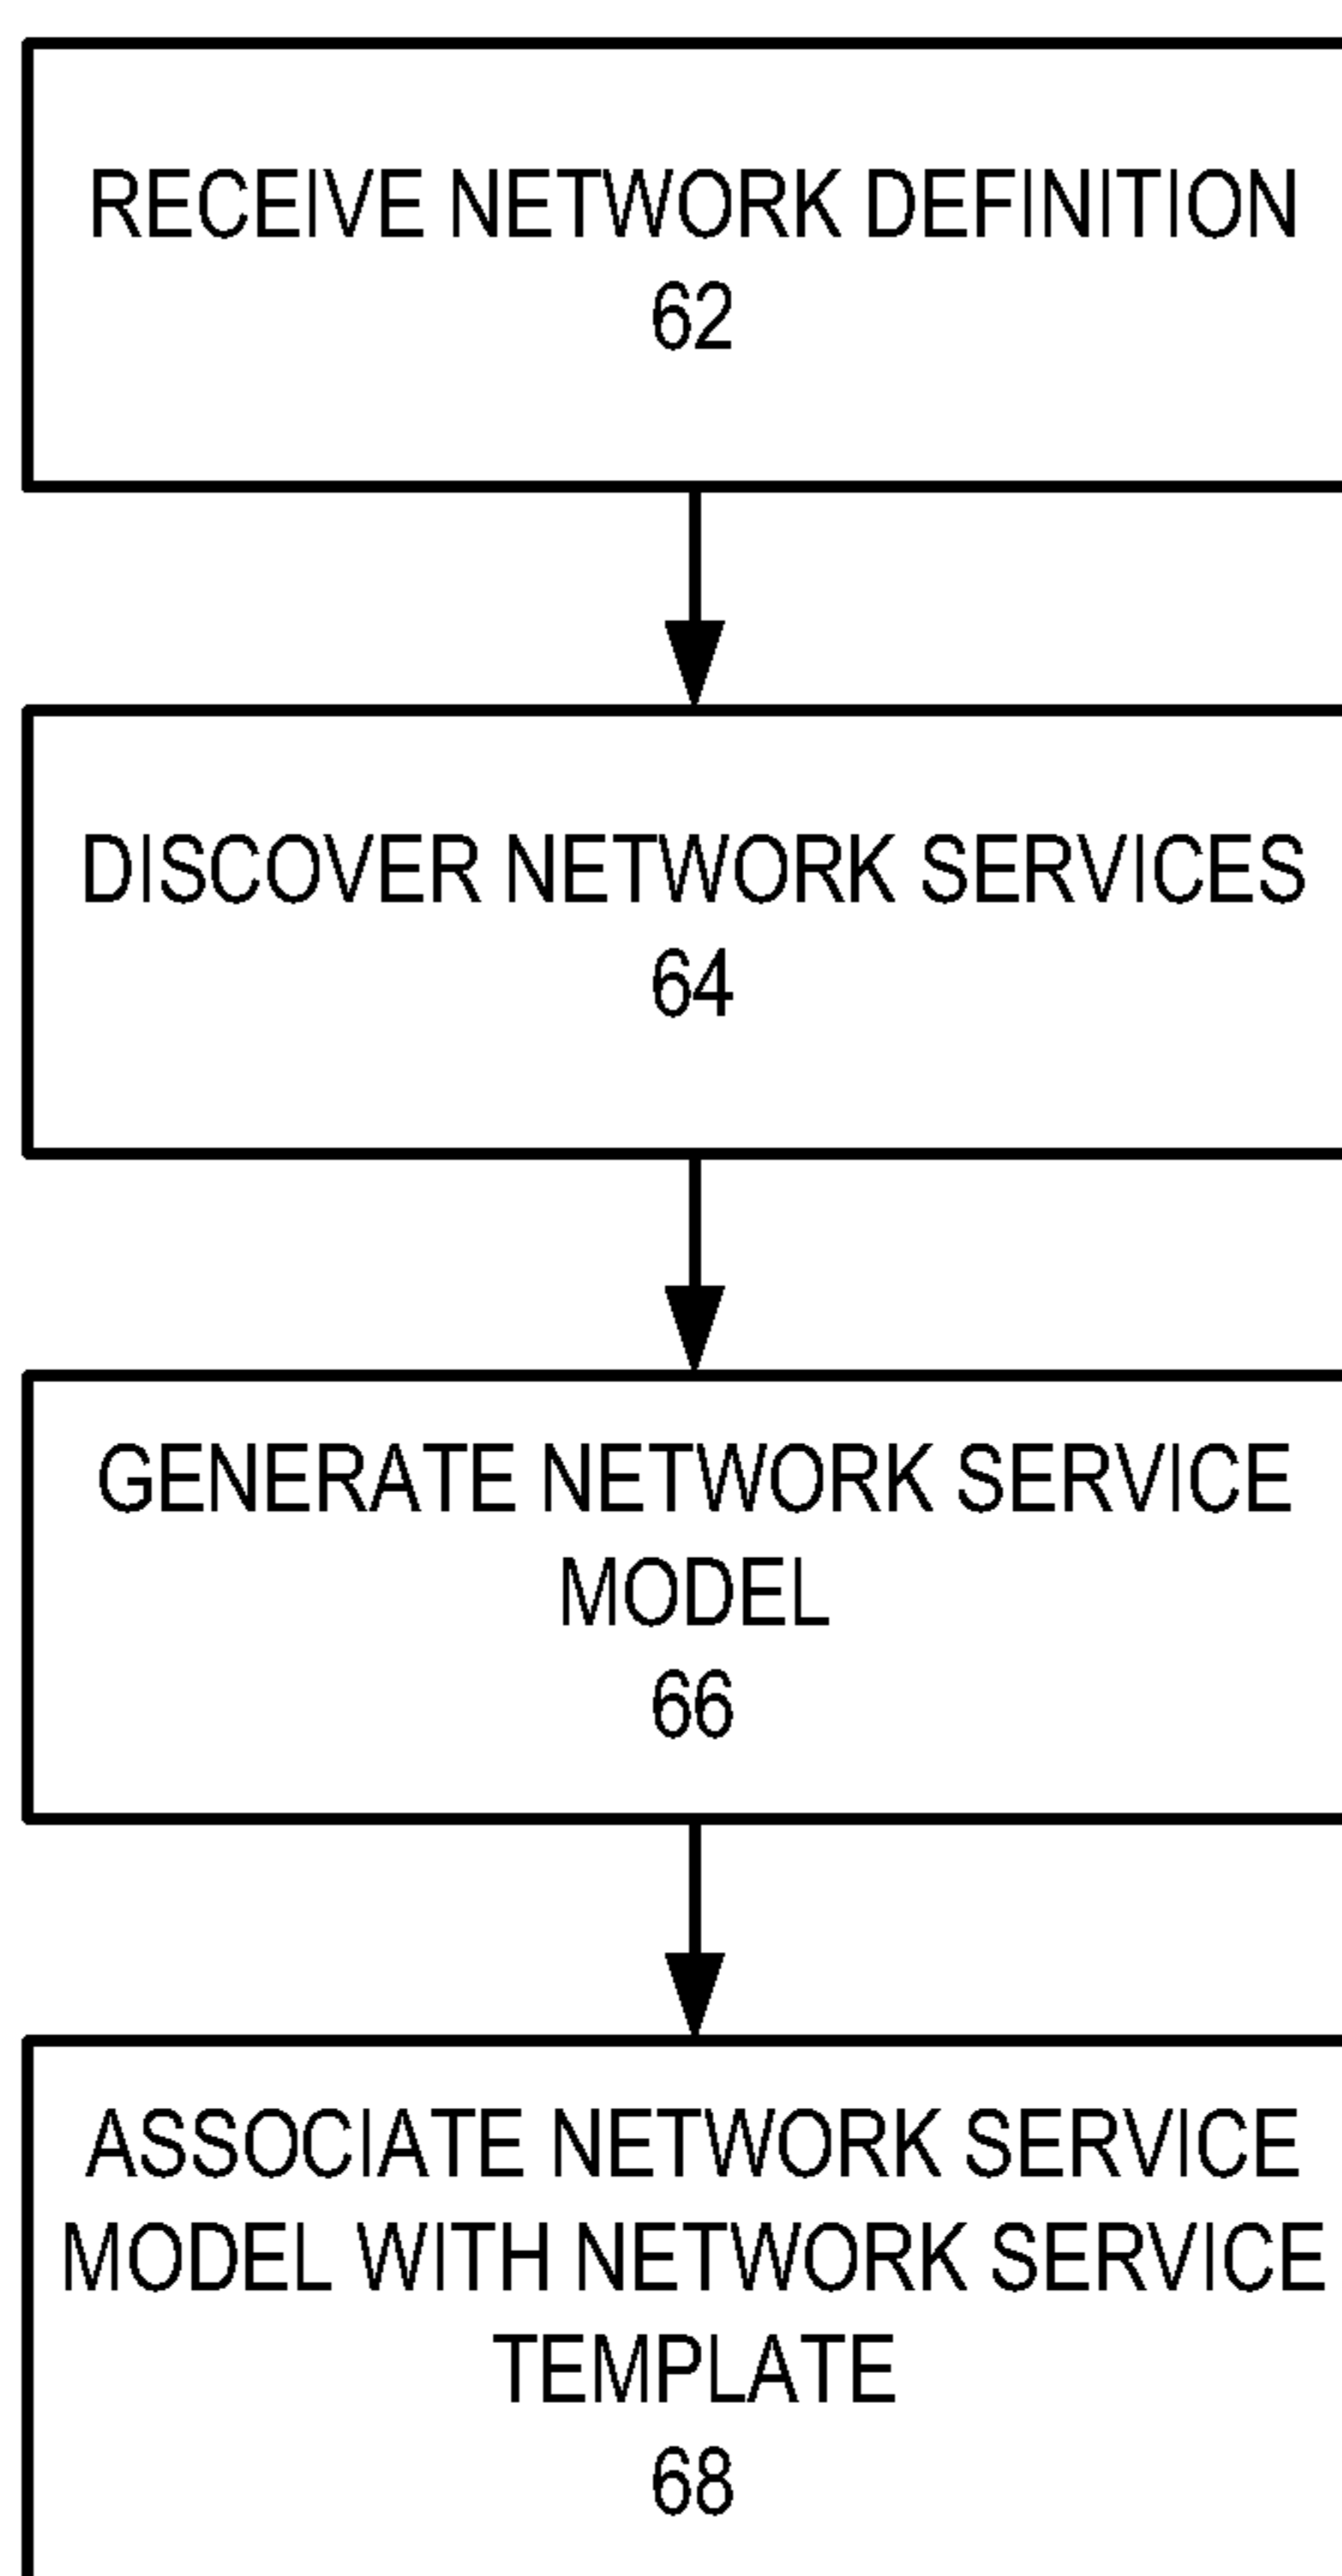 RECEIVE NETWORK DEFINITION
62
DISCOVER NETWORK SERVICES
64
GENERATE NETWORK SERVICE
MODEL
66
ASSOCIATE NETWORK SERVICE
MODEL WITH NETWORK SERVICE
TEMPLATE
68